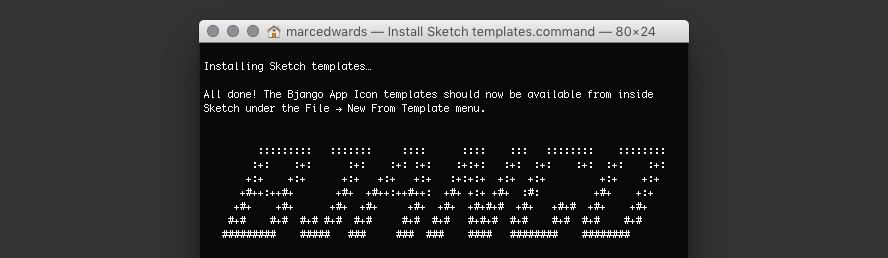 marcedwards — Install Sketch templates.command — 80×24
Installing Sketch templates…
All done! The Bjango App Icon templates should now be available from inside
Sketch under the File → New From Template menu.
BJANGO